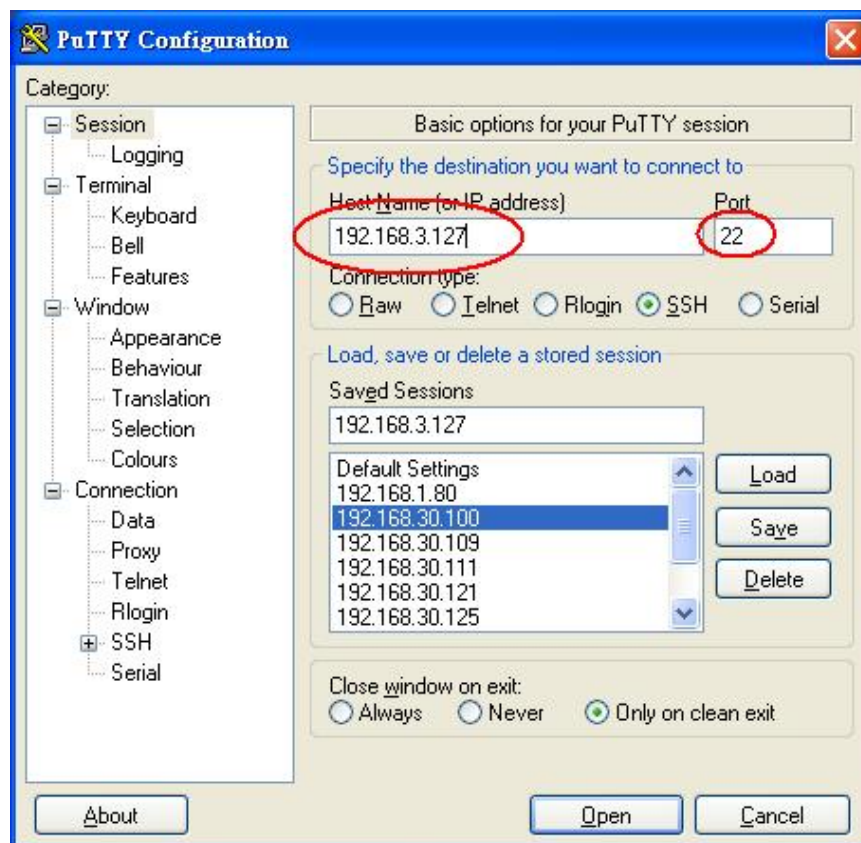 PuTTY Configuration
Category:
Session
Logging
Terminal
Keyboard
Bell
Features
Window
Appearance
Behaviour
Translation
Selection
Colours
Connection
Data
Proxy
Telnet
Rlogin
SSH
Serial
Basic options for your PuTTY session
Specify the destination you want to connect to
Host Name (or IP address) Port
192.168.3.127 22
Connection type:
Raw Telnet Rlogin SSH Serial
Load, save or delete a stored session
Saved Sessions
192.168.3.127
Default Settings
192.168.1.80
192.168.30.100
192.168.30.109
192.168.30.111
192.168.30.121
192.168.30.125
Load
Save
Delete
Close window on exit:
Always Never Only on clean exit
About Open Cancel